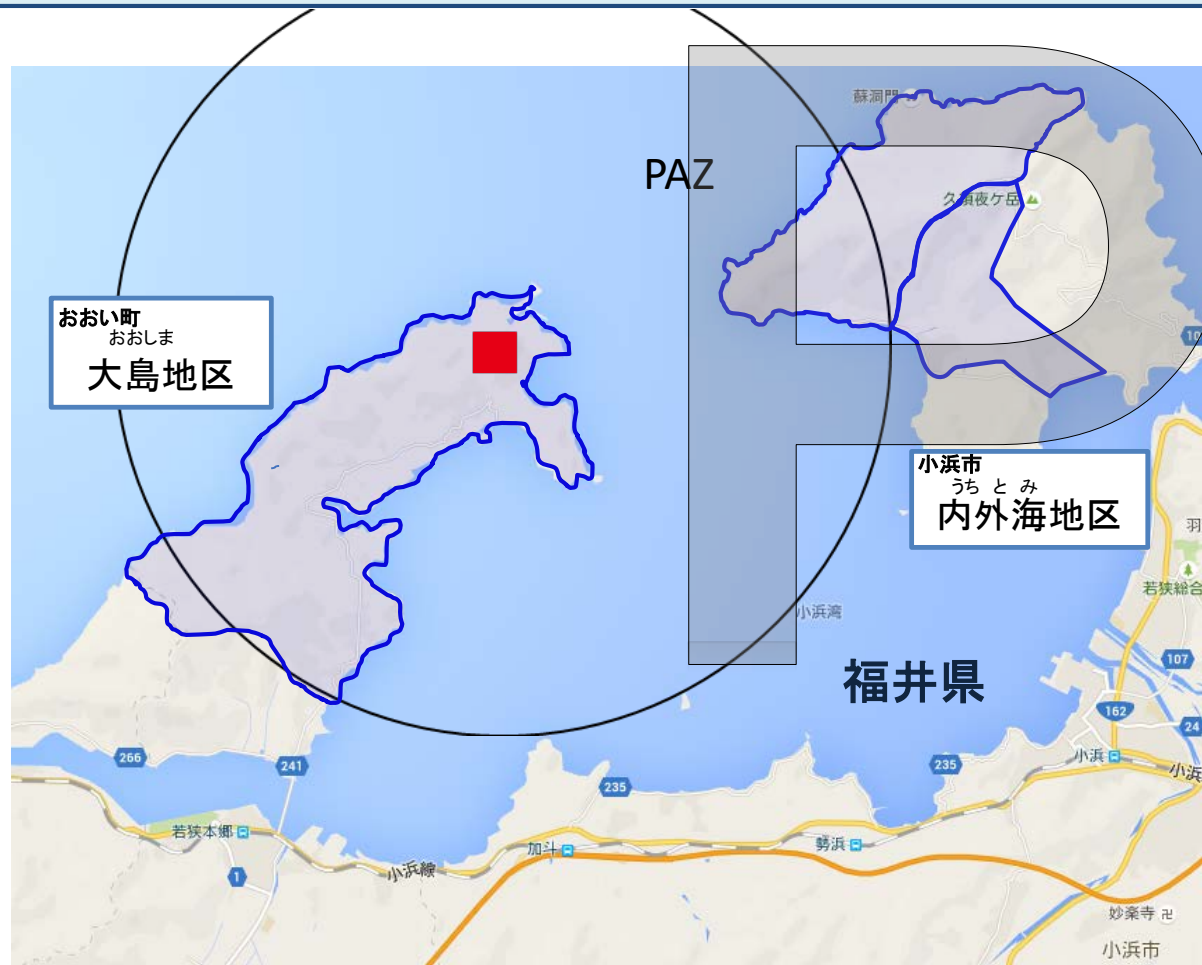 蘇洞門
PAZ
久須夜ケ岳
P
おおい町
おおしま
大島地区
小浜市
うち と み
内外海地区
羽
若狭総合
小浜湾
福井県
107
162
24
266
241
235
235
小浜
小浜
若狭本郷
加斗
勢浜
小浜線
1
妙楽寺
小浜市